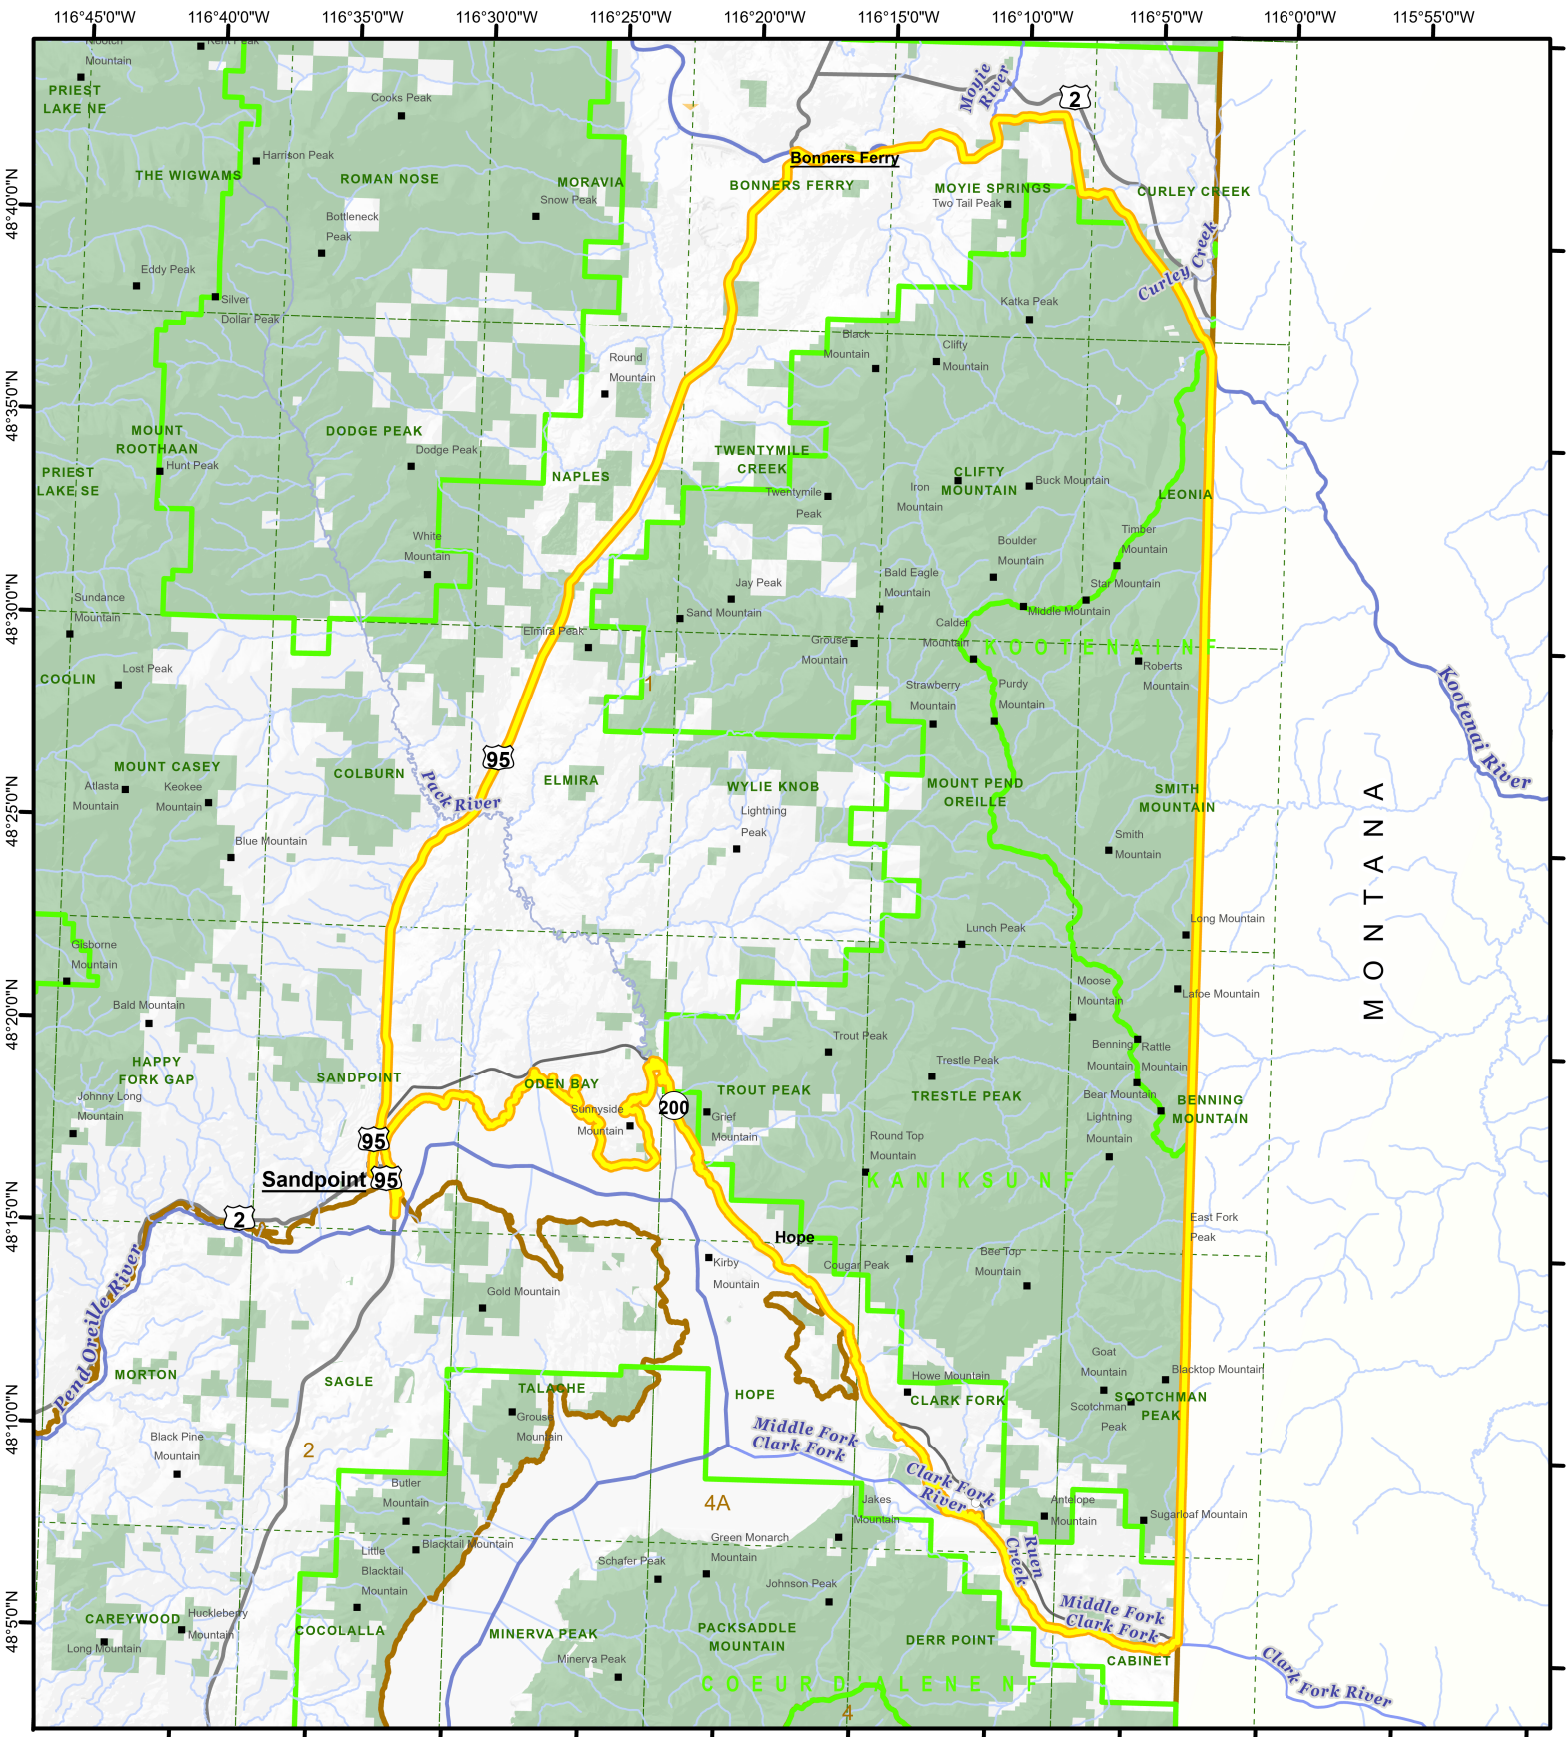 116°45'0"W
116°40'0"W
116°35'0"W
116°30'0"W
116°25'0"W
116°20'0"W
116°15'0"W
116°10'0"W
116°5'0"W
116°0'0"W
115°55'0"W
48°40'0"N
48°35'0"N
48°30'0"N
48°25'0"N
48°20'0"N
48°15'0"N
48°10'0"N
48°5'0"N
Mountain
Kent Peak
PRIEST
LAKE NE
Cooks Peak
Moyie
River
2
Harrison Peak
THE WIGWAMS
ROMAN NOSE
MORAVIA
Snow Peak
Bonners Ferry
BONNERS FERRY
MOYIE SPRINGS
Two Tail Peak
CURLEY CREEK
Bottleneck
Peak
Curley Creek
Eddy Peak
Silver
Dollar Peak
Katka Peak
Black
Mountain
Clifty
Mountain
Round
Mountain
MOUNT
ROOTHAAN
Hunt Peak
PRIEST
LAKE SE
DODGE PEAK
Dodge Peak
NAPLES
TWENTYMILE
CREEK
Twentymile
Peak
Iron
Mountain
CLIFTY
MOUNTAIN
Buck Mountain
LEONIA
Timber
Mountain
White
Mountain
Boulder
Mountain
Bald Eagle
Mountain
Star Mountain
Middle Mountain
Jay Peak
Sand Mountain
Sundance
Mountain
Elmira Peak
Grouse
Mountain
Calder
Mountain
KOOTENAI NF
Lost Peak
COOLIN
1
Strawberry
Mountain
Purdy
Mountain
Roberts
Mountain
Kootenai River
95
MOUNT CASEY
COLBURN
Pack River
ELMIRA
WYLIE KNOB
MOUNT PEND
OREILLE
SMITH
MOUNTAIN
Atlasta
Mountain
Keokee
Mountain
Lightning
Peak
Blue Mountain
Smith
Mountain
MONTANA
Long Mountain
Lunch Peak
Gisborne
Mountain
Moose
Mountain
Lafoe Mountain
Bald Mountain
Trout Peak
Benning
Mountain
Rattle
Mountain
HAPPY
FORK GAP
SANDPOINT
ODEN BAY
TROUT PEAK
Trestle Peak
TRESTLE PEAK
Bear Mountain
BENNING
MOUNTAIN
Johnny Long
Mountain
Sunnyside
Mountain
200
Grief
Mountain
Lightning
Mountain
95
Round Top
Mountain
Sandpoint
95
KANIKSU NF
2
East Fork
Peak
Hope
Kirby
Mountain
Cougar Peak
Bee Top
Mountain
Pend Oreille River
Gold Mountain
MORTON
SAGLE
TALACHE
HOPE
Howe Mountain
CLARK FORK
Goat
Mountain
Blacktop Mountain
SCOTCHMAN
PEAK
Scotchman
Peak
Grouse
Mountain
Black Pine
Mountain
2
Middle Fork
Clark Fork
Clark Fork
River
Butler
Mountain
4A
Jakes
Mountain
Antelope
Mountain
Sugarloaf Mountain
Blacktail Mountain
Little
Blacktail
Mountain
Schafer Peak
Green Monarch
Mountain
Johnson Peak
Ruen
Creek
CAREYWOOD
Huckleberry
Mountain
Long Mountain
COCOLALLA
MINERVA PEAK
Minerva Peak
PACKSADDLE
MOUNTAIN
DERR POINT
Middle Fork
Clark Fork
CABINET
Clark Fork River
COEUR D'ALENE NF
4